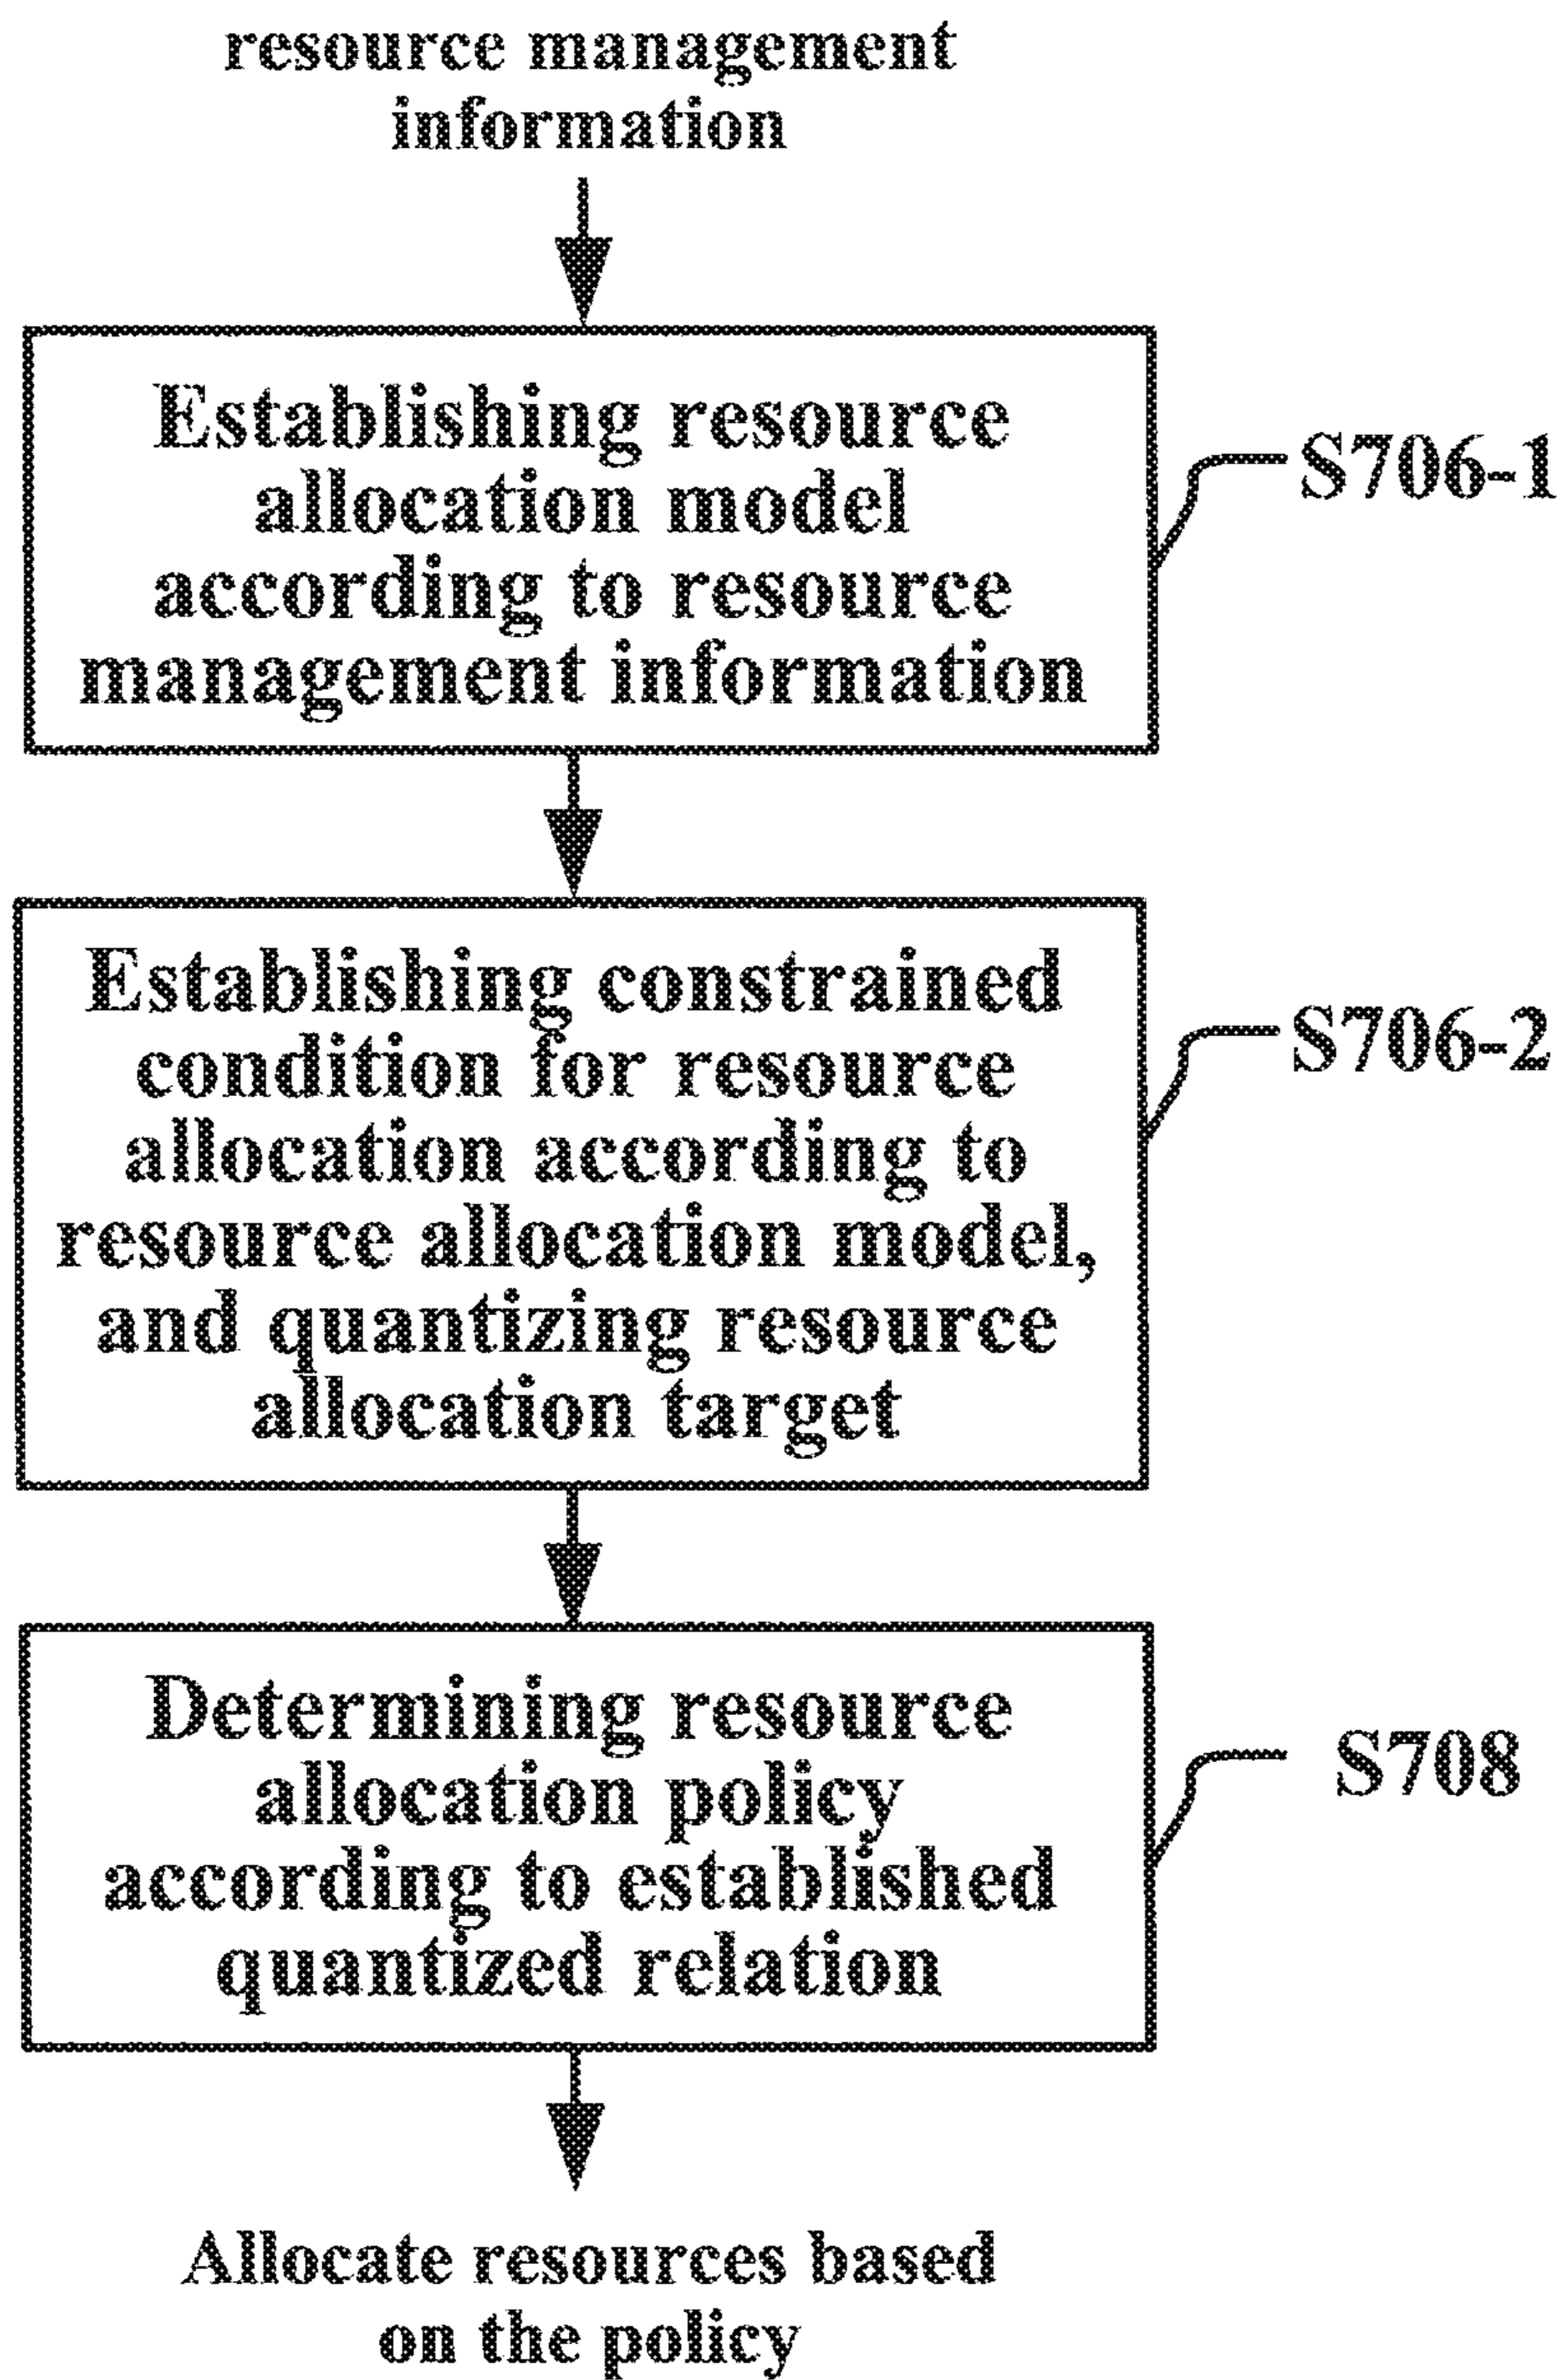 resource management
information
Establishing resource
allocation model
according to resource
management information
S706-1
Establishing constrained
condition for resource
allocation according to
resource allocation model,
and quantizing resource
allocation target
S706-2
Determining resource
allocation policy
according to established
quantized relation
S708
Allocate resources based
on the policy